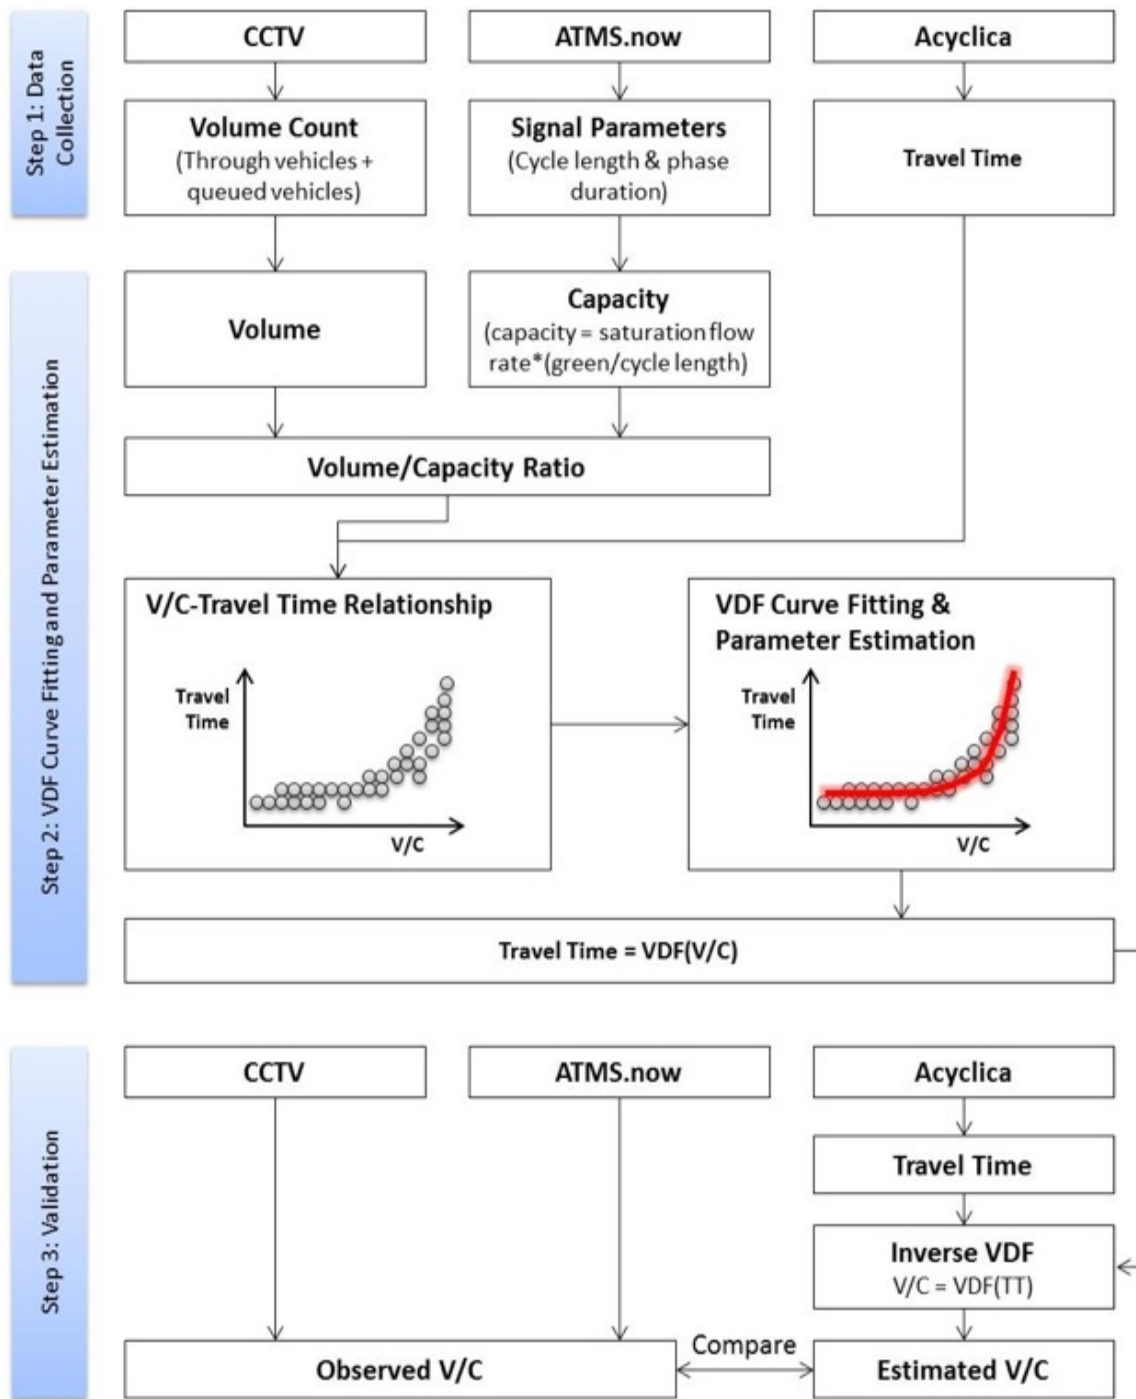 Step 1: Data
Collection
CCTV
ATMS.now
Acyclica
Volume Count
(Through vehicles +
queued vehicles)
Signal Parameters
(Cycle length & phase
duration)
Travel Time
Step 2: VDF Curve Fitting and Parameter Estimation
Volume
Capacity
(capacity = saturation flow
rate*(green/cycle length)
Volume/Capacity Ratio
V/C-Travel Time Relationship
Travel
Time
V/C
VDF Curve Fitting &
Parameter Estimation
Travel
Time
V/C
Travel Time = VDF(V/C)
Step 3: Validation
CCTV
ATMS.now
Acyclica
Travel Time
Inverse VDF
V/C = VDF(TT)
Observed V/C
Compare
Estimated V/C